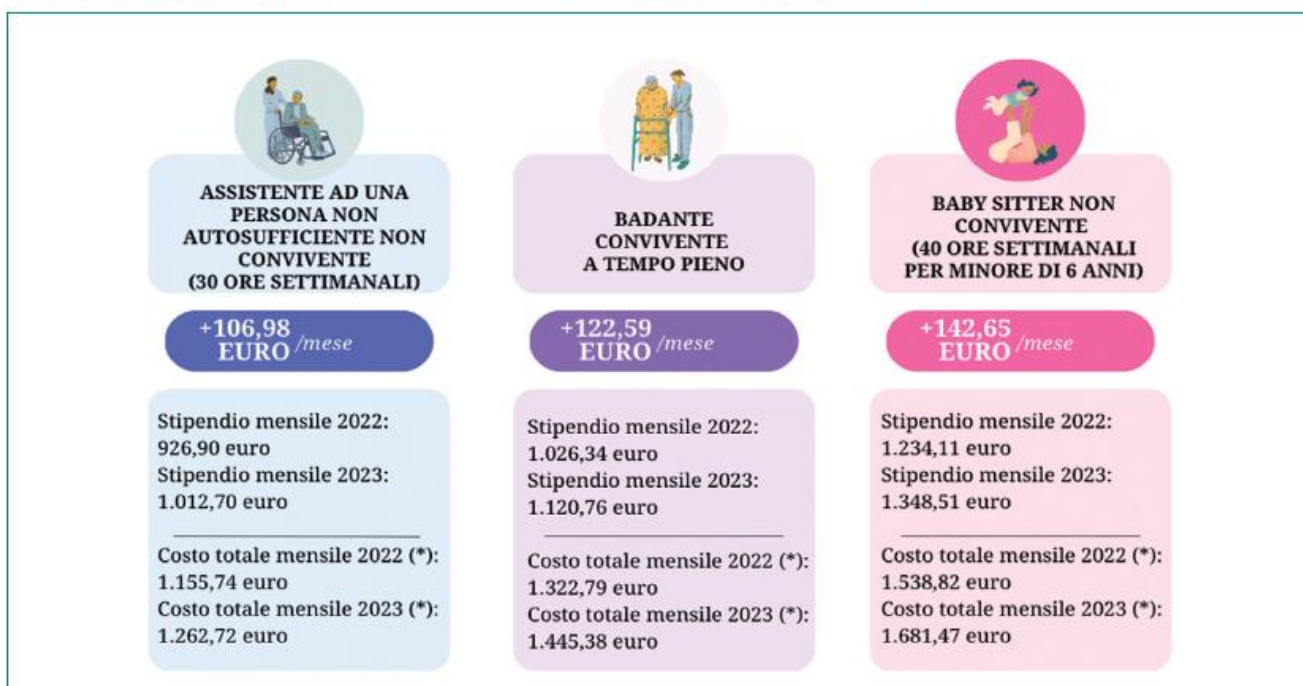 ASSISTENTE AD UNA
PERSONA NON
AUTOSUFFICIENTE NON
CONVIVENTE
(30 ORE SETTIMANALI)
+106,98
EURO /mese
Stipendio mensile 2022:
926,90 euro
Stipendio mensile 2023:
1.012,70 euro
Costo totale mensile 2022 (*):
1.155,74 euro
Costo totale mensile 2023 (*):
1.262,72 euro
BADANTE
CONVIVENTE
A TEMPO PIENO
+122,59
EURO /mese
Stipendio mensile 2022:
1.026,34 euro
Stipendio mensile 2023:
1.120,76 euro
Costo totale mensile 2022 (*):
1.322,79 euro
Costo totale mensile 2023 (*):
1.445,38 euro
BABY SITTER NON
CONVIVENTE
(40 ORE SETTIMANALI
PER MINORE DI 6 ANNI)
+142,65
EURO /mese
Stipendio mensile 2022:
1.234,11 euro
Stipendio mensile 2023:
1.348,51 euro
Costo totale mensile 2022 (*):
1.538,82 euro
Costo totale mensile 2023 (*):
1.681,47 euro